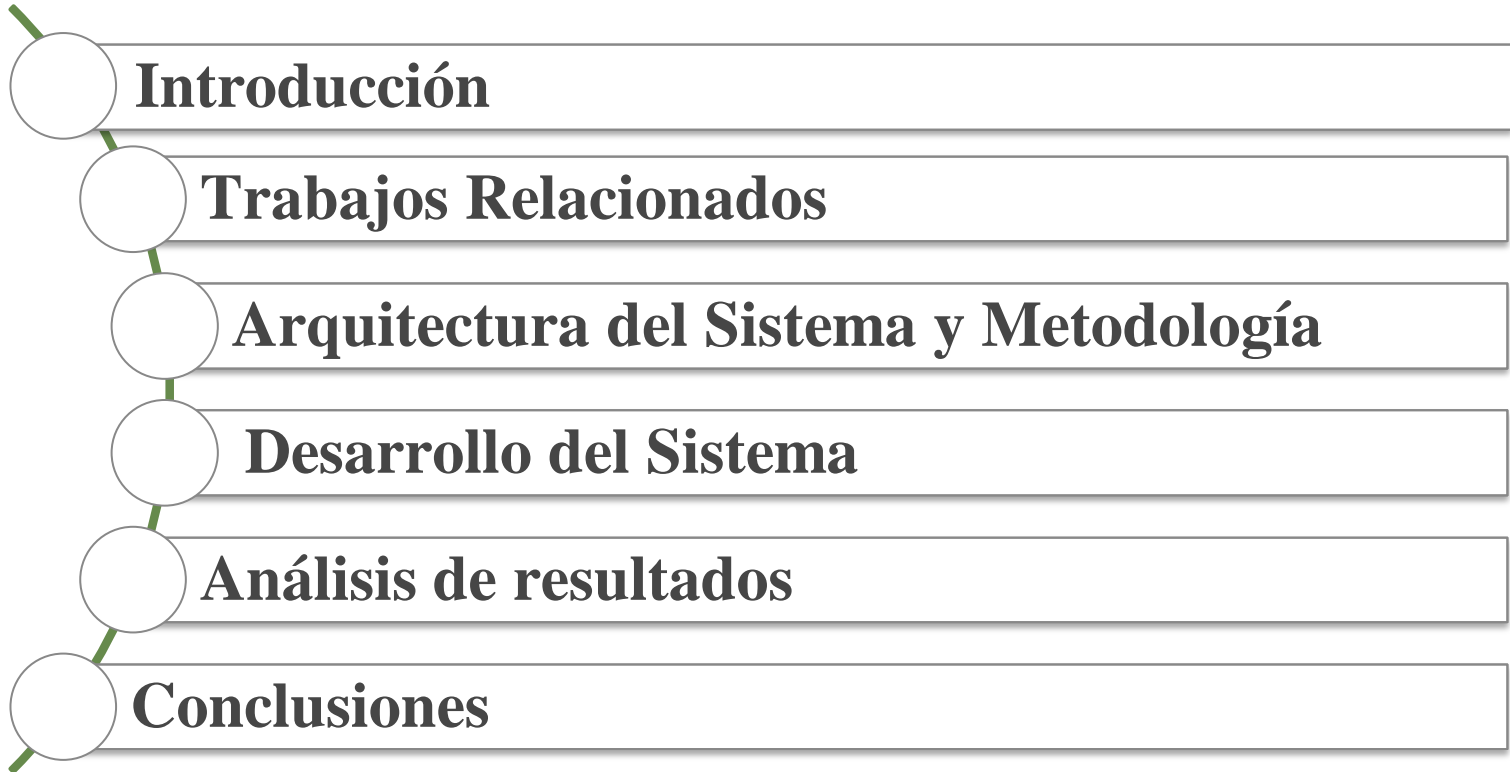 Introducción
Trabajos Relacionados
Arquitectura del Sistema y Metodología
Desarrollo del Sistema
Análisis de resultados
Conclusiones